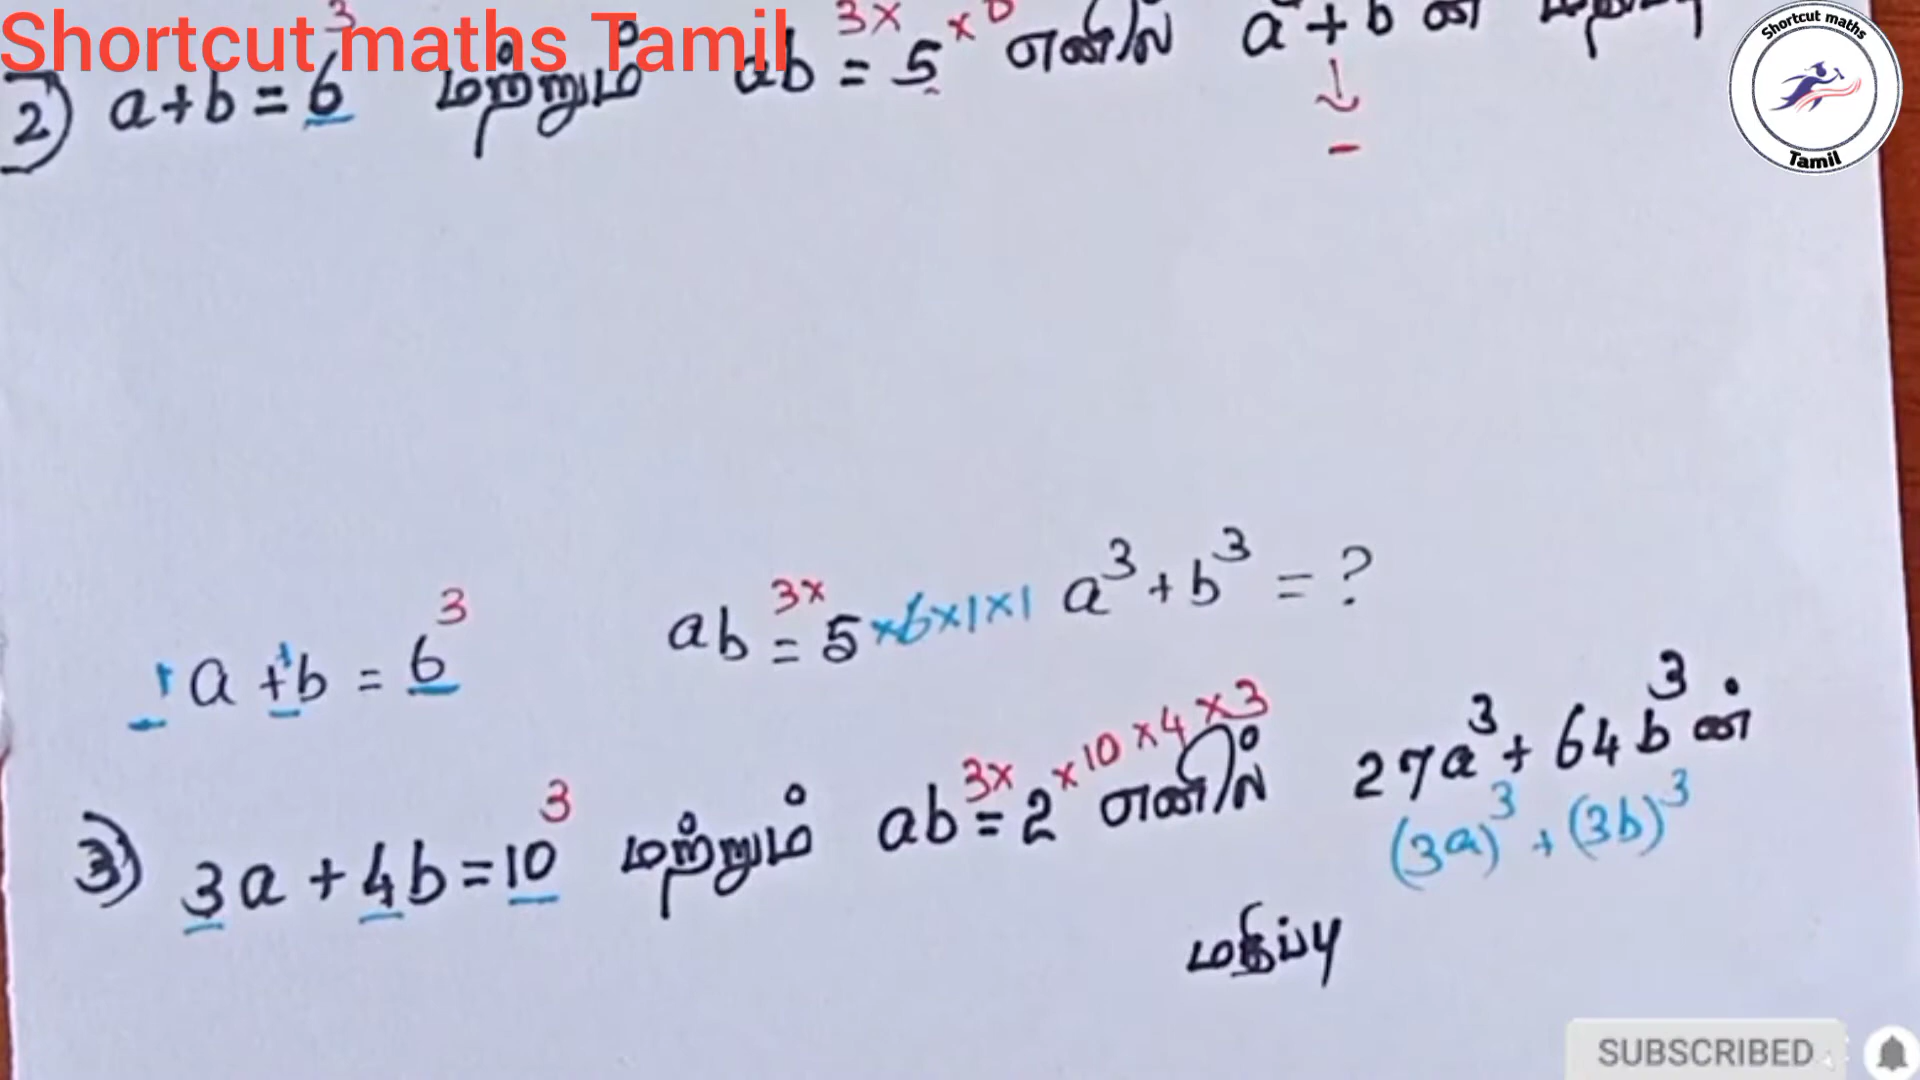 Shortcut maths Tamil
Shortcut maths
Tamil
2) a+b = 6³ மற்றும் ab = 5 எனில் a + b ன்
3x
a + b = 6³ ab = 5 ×6×1×1 a³ + b³ = ?
3x
3) 3a + 4b = 10³ மற்றும் ab = 2 ×10×4×3 எனில் 27a³ + 64b³ ன்
3x
(3a)³ + (3b)³
மதிப்பு
SUBSCRIBED